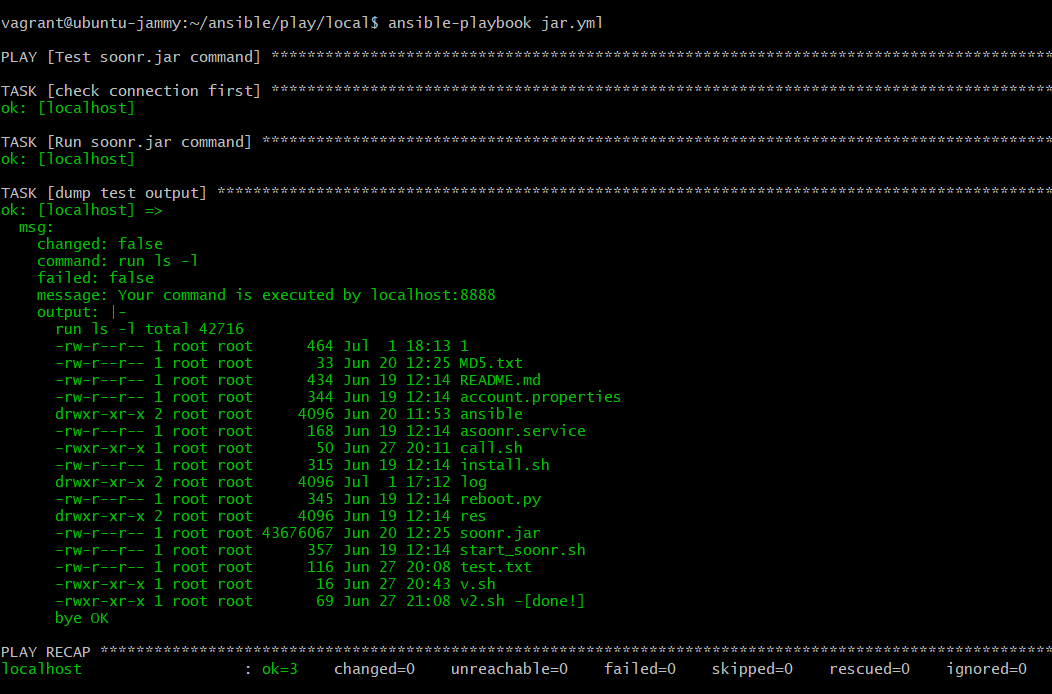 vagrant@ubuntu-jammy:~/ansible/play/local$ ansible-playbook jar.yml
PLAY [Test soonr.jar command] ***************************************************************************************
TASK [check connection first] ***************************************************************************************
ok: [localhost]
TASK [Run soonr.jar command] ****************************************************************************************
ok: [localhost]
TASK [dump test output] *********************************************************************************************
ok: [localhost] =>
  msg:
    changed: false
    command: run ls -l
    failed: false
    message: Your command is executed by localhost:8888
    output: |-
      run ls -l total 42716
      -rw-r--r-- 1 root root      464 Jul  1 18:13 1
      -rw-r--r-- 1 root root       33 Jun 20 12:25 MD5.txt
      -rw-r--r-- 1 root root      434 Jun 19 12:14 README.md
      -rw-r--r-- 1 root root      344 Jun 19 12:14 account.properties
      drwxr-xr-x 2 root root     4096 Jun 20 11:53 ansible
      -rw-r--r-- 1 root root      168 Jun 19 12:14 asoonr.service
      -rwxr-xr-x 1 root root       50 Jun 27 20:11 call.sh
      -rw-r--r-- 1 root root      315 Jun 19 12:14 install.sh
      drwxr-xr-x 2 root root     4096 Jul  1 17:12 log
      -rw-r--r-- 1 root root      345 Jun 19 12:14 reboot.py
      drwxr-xr-x 2 root root     4096 Jun 19 12:14 res
      -rw-r--r-- 1 root root 43676067 Jun 20 12:25 soonr.jar
      -rw-r--r-- 1 root root      357 Jun 19 12:14 start_soonr.sh
      -rw-r--r-- 1 root root      116 Jun 27 20:08 test.txt
      -rwxr-xr-x 1 root root       16 Jun 27 20:43 v.sh
      -rwxr-xr-x 1 root root       69 Jun 27 21:08 v2.sh -[done!]
      bye OK
PLAY RECAP **********************************************************************************************************
localhost                  : ok=3    changed=0    unreachable=0    failed=0    skipped=0    rescued=0    ignored=0